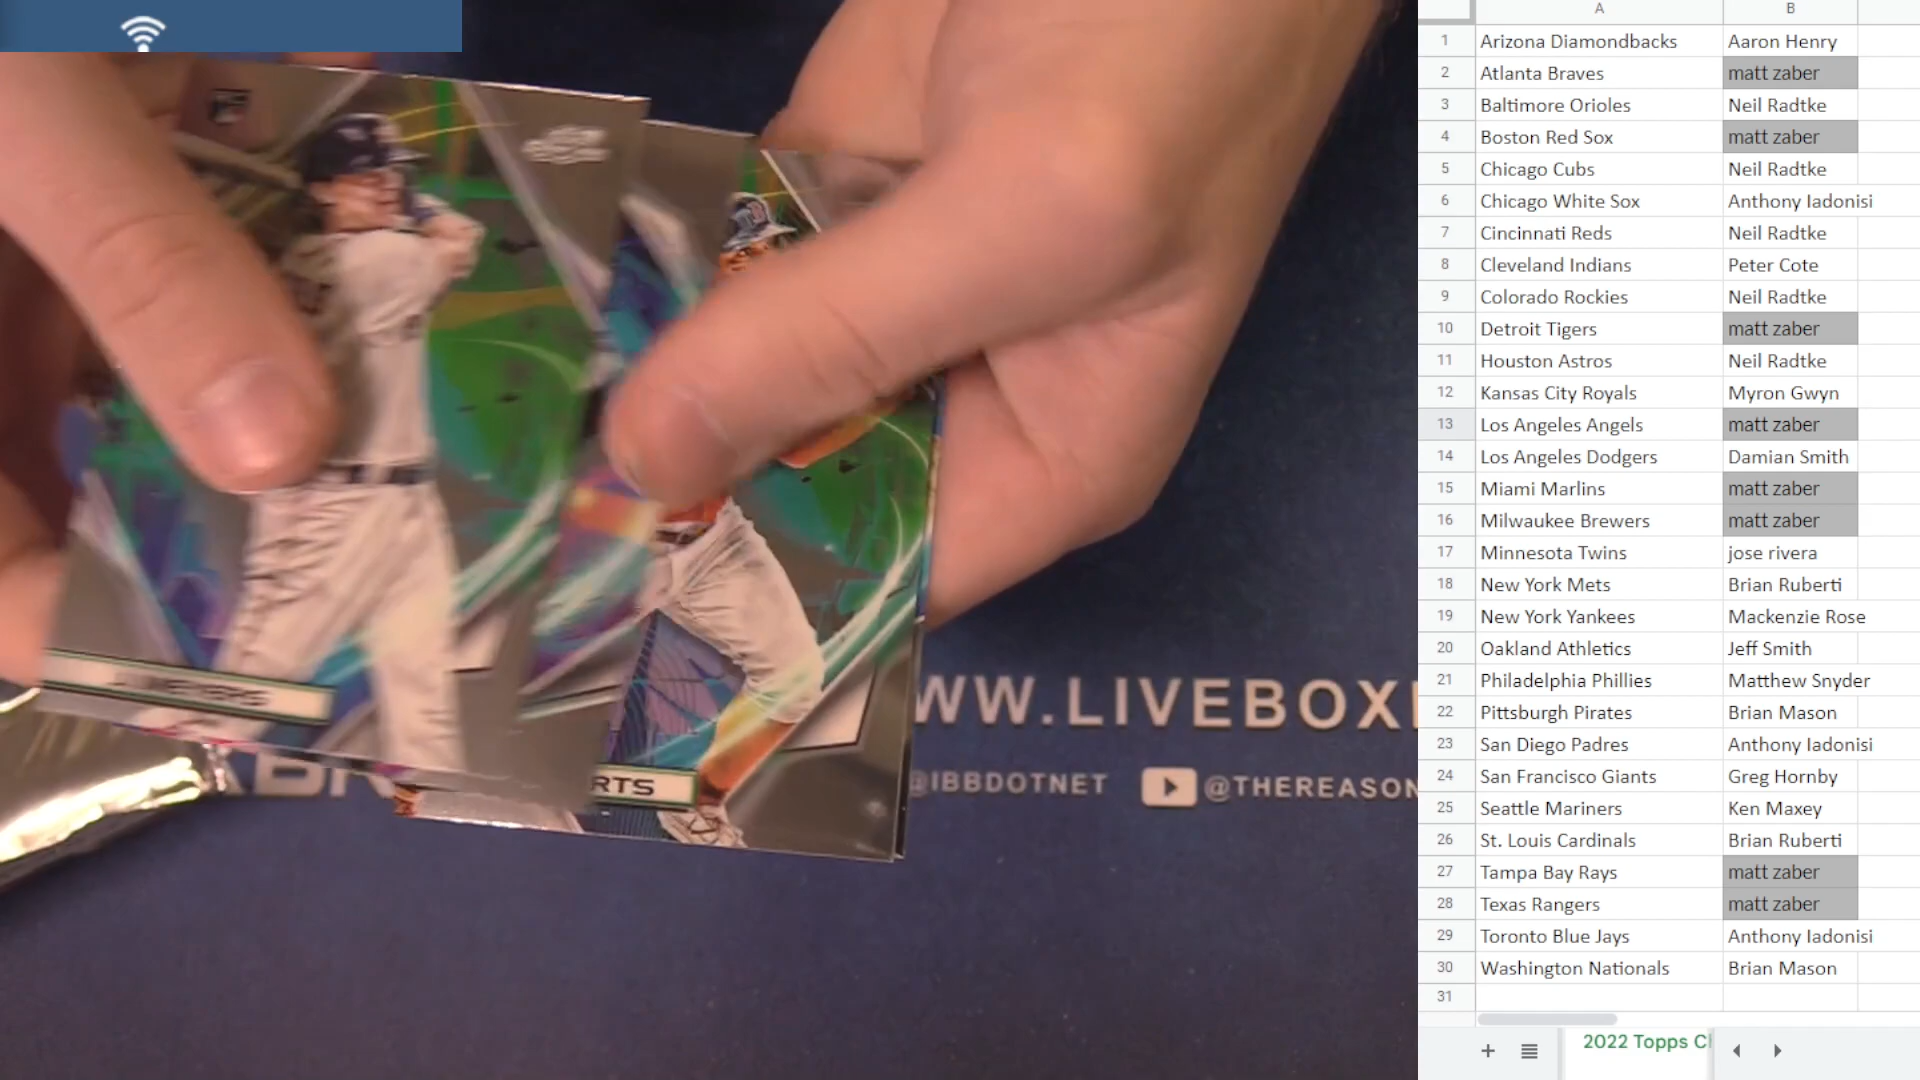 RTS
WW.LIVEBOX
@IBBDOTNET
@THEREASON
A B
1 Arizona Diamondbacks Aaron Henry
2 Atlanta Braves matt zaber
3 Baltimore Orioles Neil Radtke
4 Boston Red Sox matt zaber
5 Chicago Cubs Neil Radtke
6 Chicago White Sox Anthony Iadonisi
7 Cincinnati Reds Neil Radtke
8 Cleveland Indians Peter Cote
9 Colorado Rockies Neil Radtke
10 Detroit Tigers matt zaber
11 Houston Astros Neil Radtke
12 Kansas City Royals Myron Gwyn
13 Los Angeles Angels matt zaber
14 Los Angeles Dodgers Damian Smith
15 Miami Marlins matt zaber
16 Milwaukee Brewers matt zaber
17 Minnesota Twins jose rivera
18 New York Mets Brian Ruberti
19 New York Yankees Mackenzie Rose
20 Oakland Athletics Jeff Smith
21 Philadelphia Phillies Matthew Snyder
22 Pittsburgh Pirates Brian Mason
23 San Diego Padres Anthony Iadonisi
24 San Francisco Giants Greg Hornby
25 Seattle Mariners Ken Maxey
26 St. Louis Cardinals Brian Ruberti
27 Tampa Bay Rays matt zaber
28 Texas Rangers matt zaber
29 Toronto Blue Jays Anthony Iadonisi
30 Washington Nationals Brian Mason
31
2022 Topps C